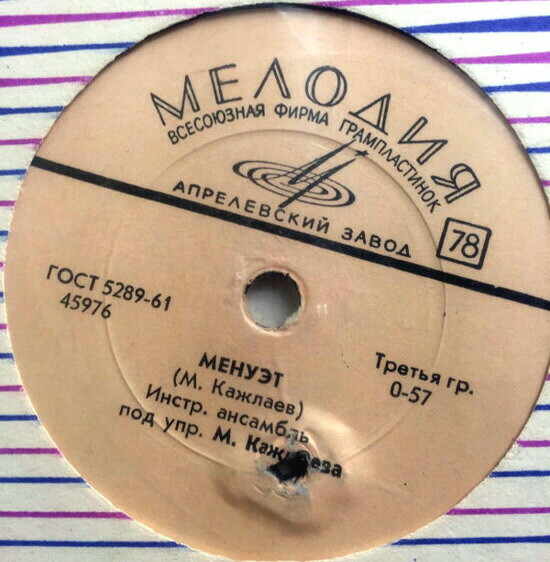 МЕЛОДИЯ
ВСЕСОЮЗНАЯ ФИРМА ГРАМПЛАСТИНОК
АПРЕЛЕВСКИЙ ЗАВОД
78
ГОСТ 5289-61
45976
Третья гр.
0-57
МЕНУЭТ
(М. Кажлаев)
Инстр. ансамбль
под упр. М. Кажлаева